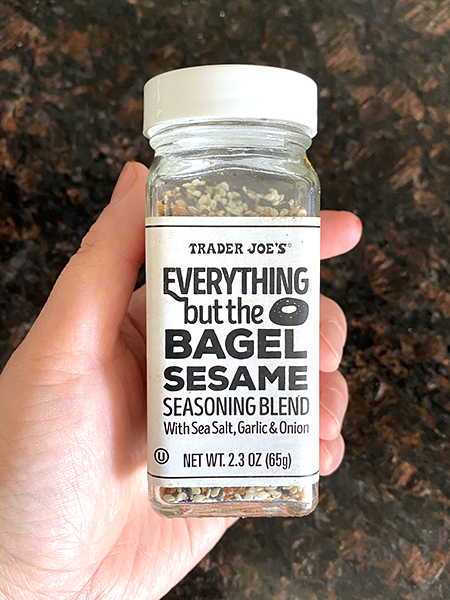 TRADER JOE'S®
EVERYTHING
but the
BAGEL
SESAME
SEASONING BLEND
With Sea Salt, Garlic & Onion
U
NET WT. 2.3 OZ (65g)